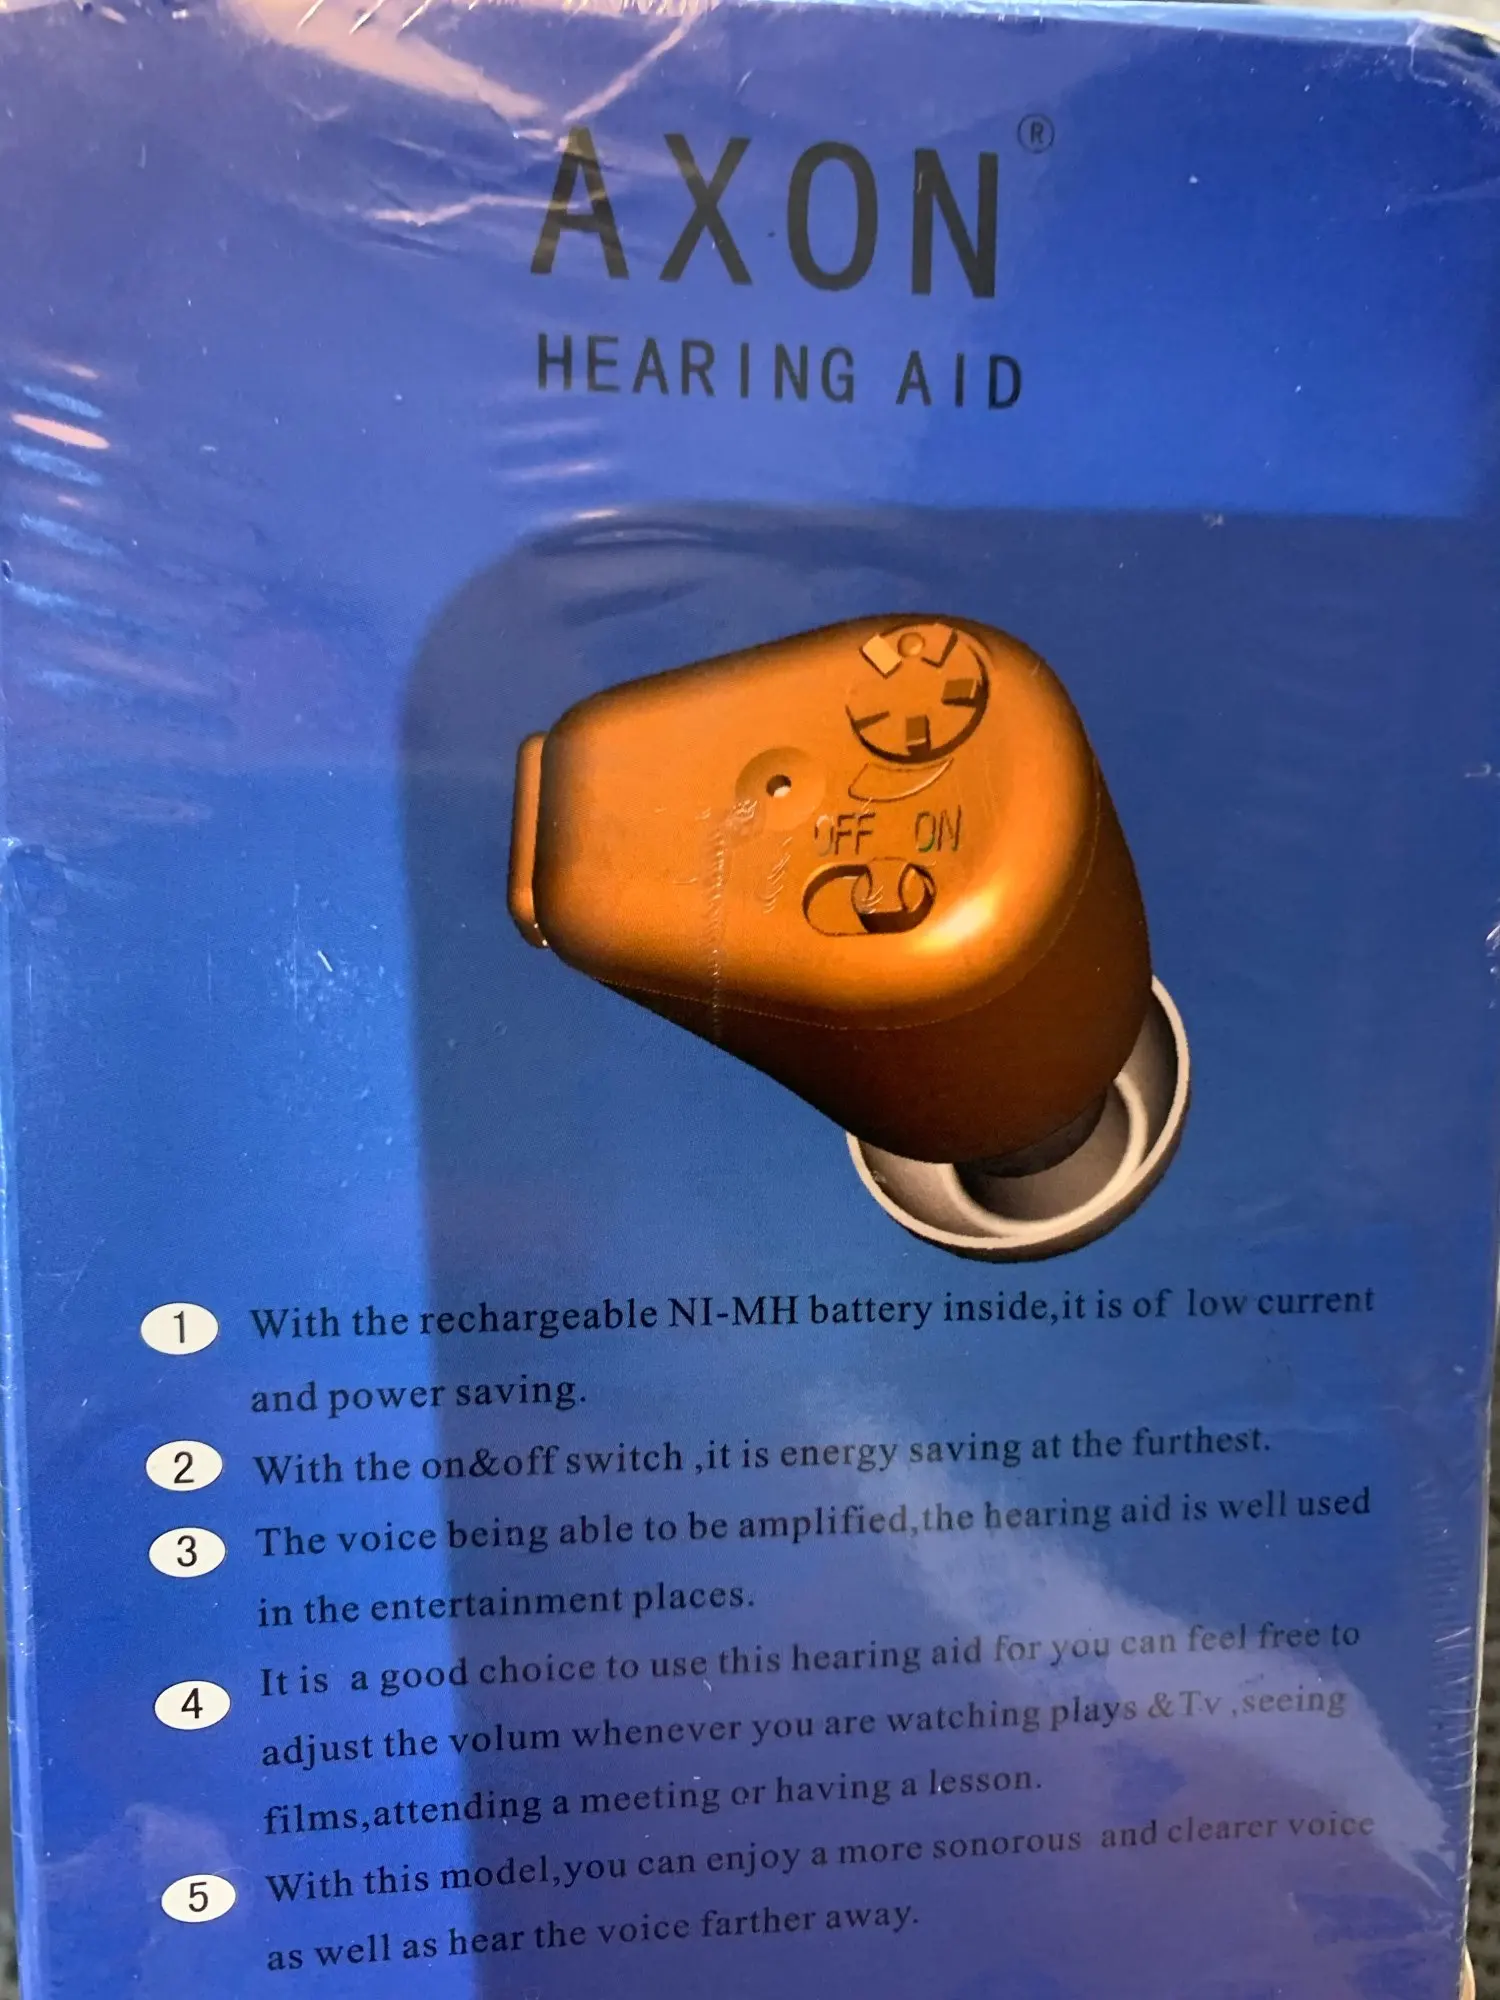 AXON®
HEARING AID
OFF ON
1 With the rechargeable NI-MH battery inside,it is of low current
and power saving.
2 With the on&off switch ,it is energy saving at the furthest.
3 The voice being able to be amplified,the hearing aid is well used
in the entertainment places.
4 It is a good choice to use this hearing aid for you can feel free to
adjust the volum whenever you are watching plays &Tv ,seeing
films,attending a meeting or having a lesson.
5 With this model,you can enjoy a more sonorous and clearer voice
as well as hear the voice farther away.